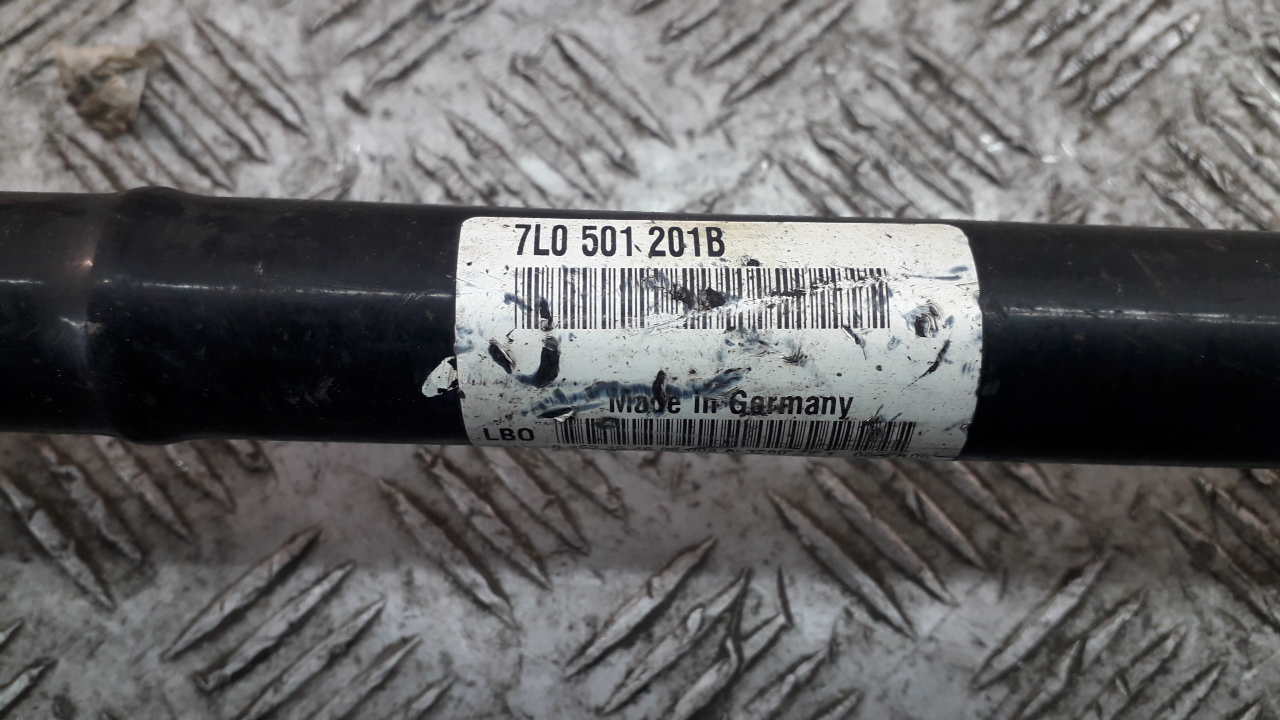 7L0 501 201B
Made In Germany
LBO